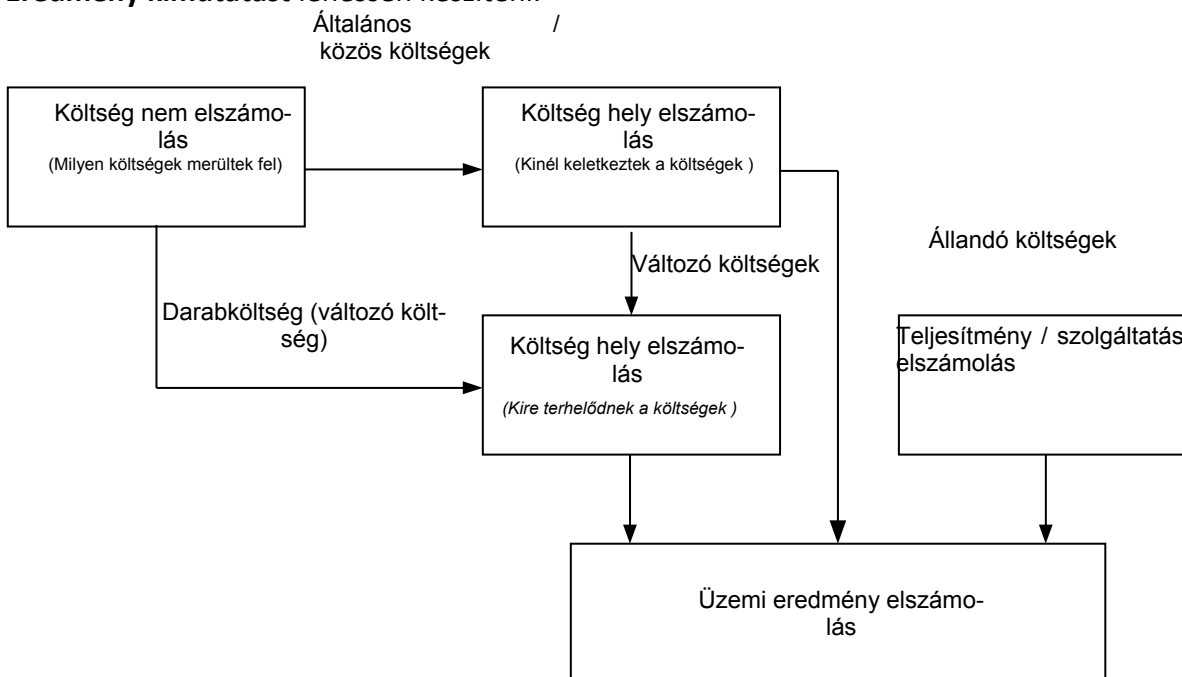 Általános /
közös költségek
Költség nem elszámo-
lás
(Milyen költségek merültek fel)
Költség hely elszámo-
lás
(Kinél keletkeztek a költségek )
Állandó költségek
Változó költségek
Darabköltség (változó költ-
ség)
Költség hely elszámo-
lás
(Kire terhelődnek a költségek )
Teljesítmény / szolgáltatás
elszámolás
Üzemi eredmény elszámo-
lás